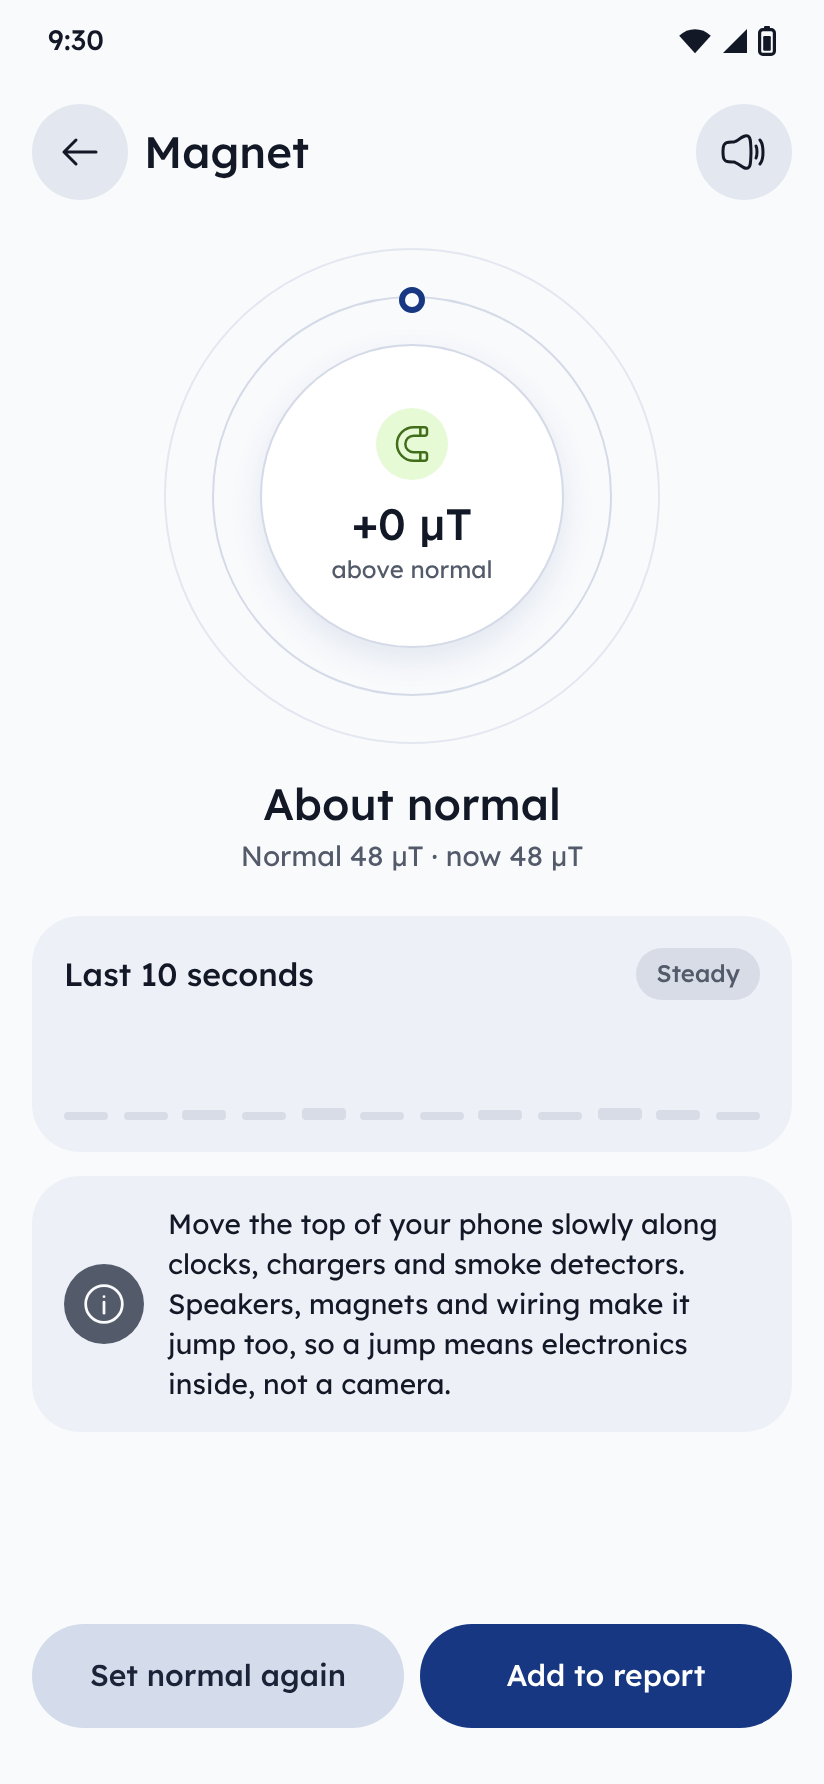 9:30
Magnet
+0 µT
above normal
About normal
Normal 48 µT · now 48 µT
Last 10 seconds
Steady
Move the top of your phone slowly along
clocks, chargers and smoke detectors.
Speakers, magnets and wiring make it
jump too, so a jump means electronics
inside, not a camera.
Set normal again
Add to report